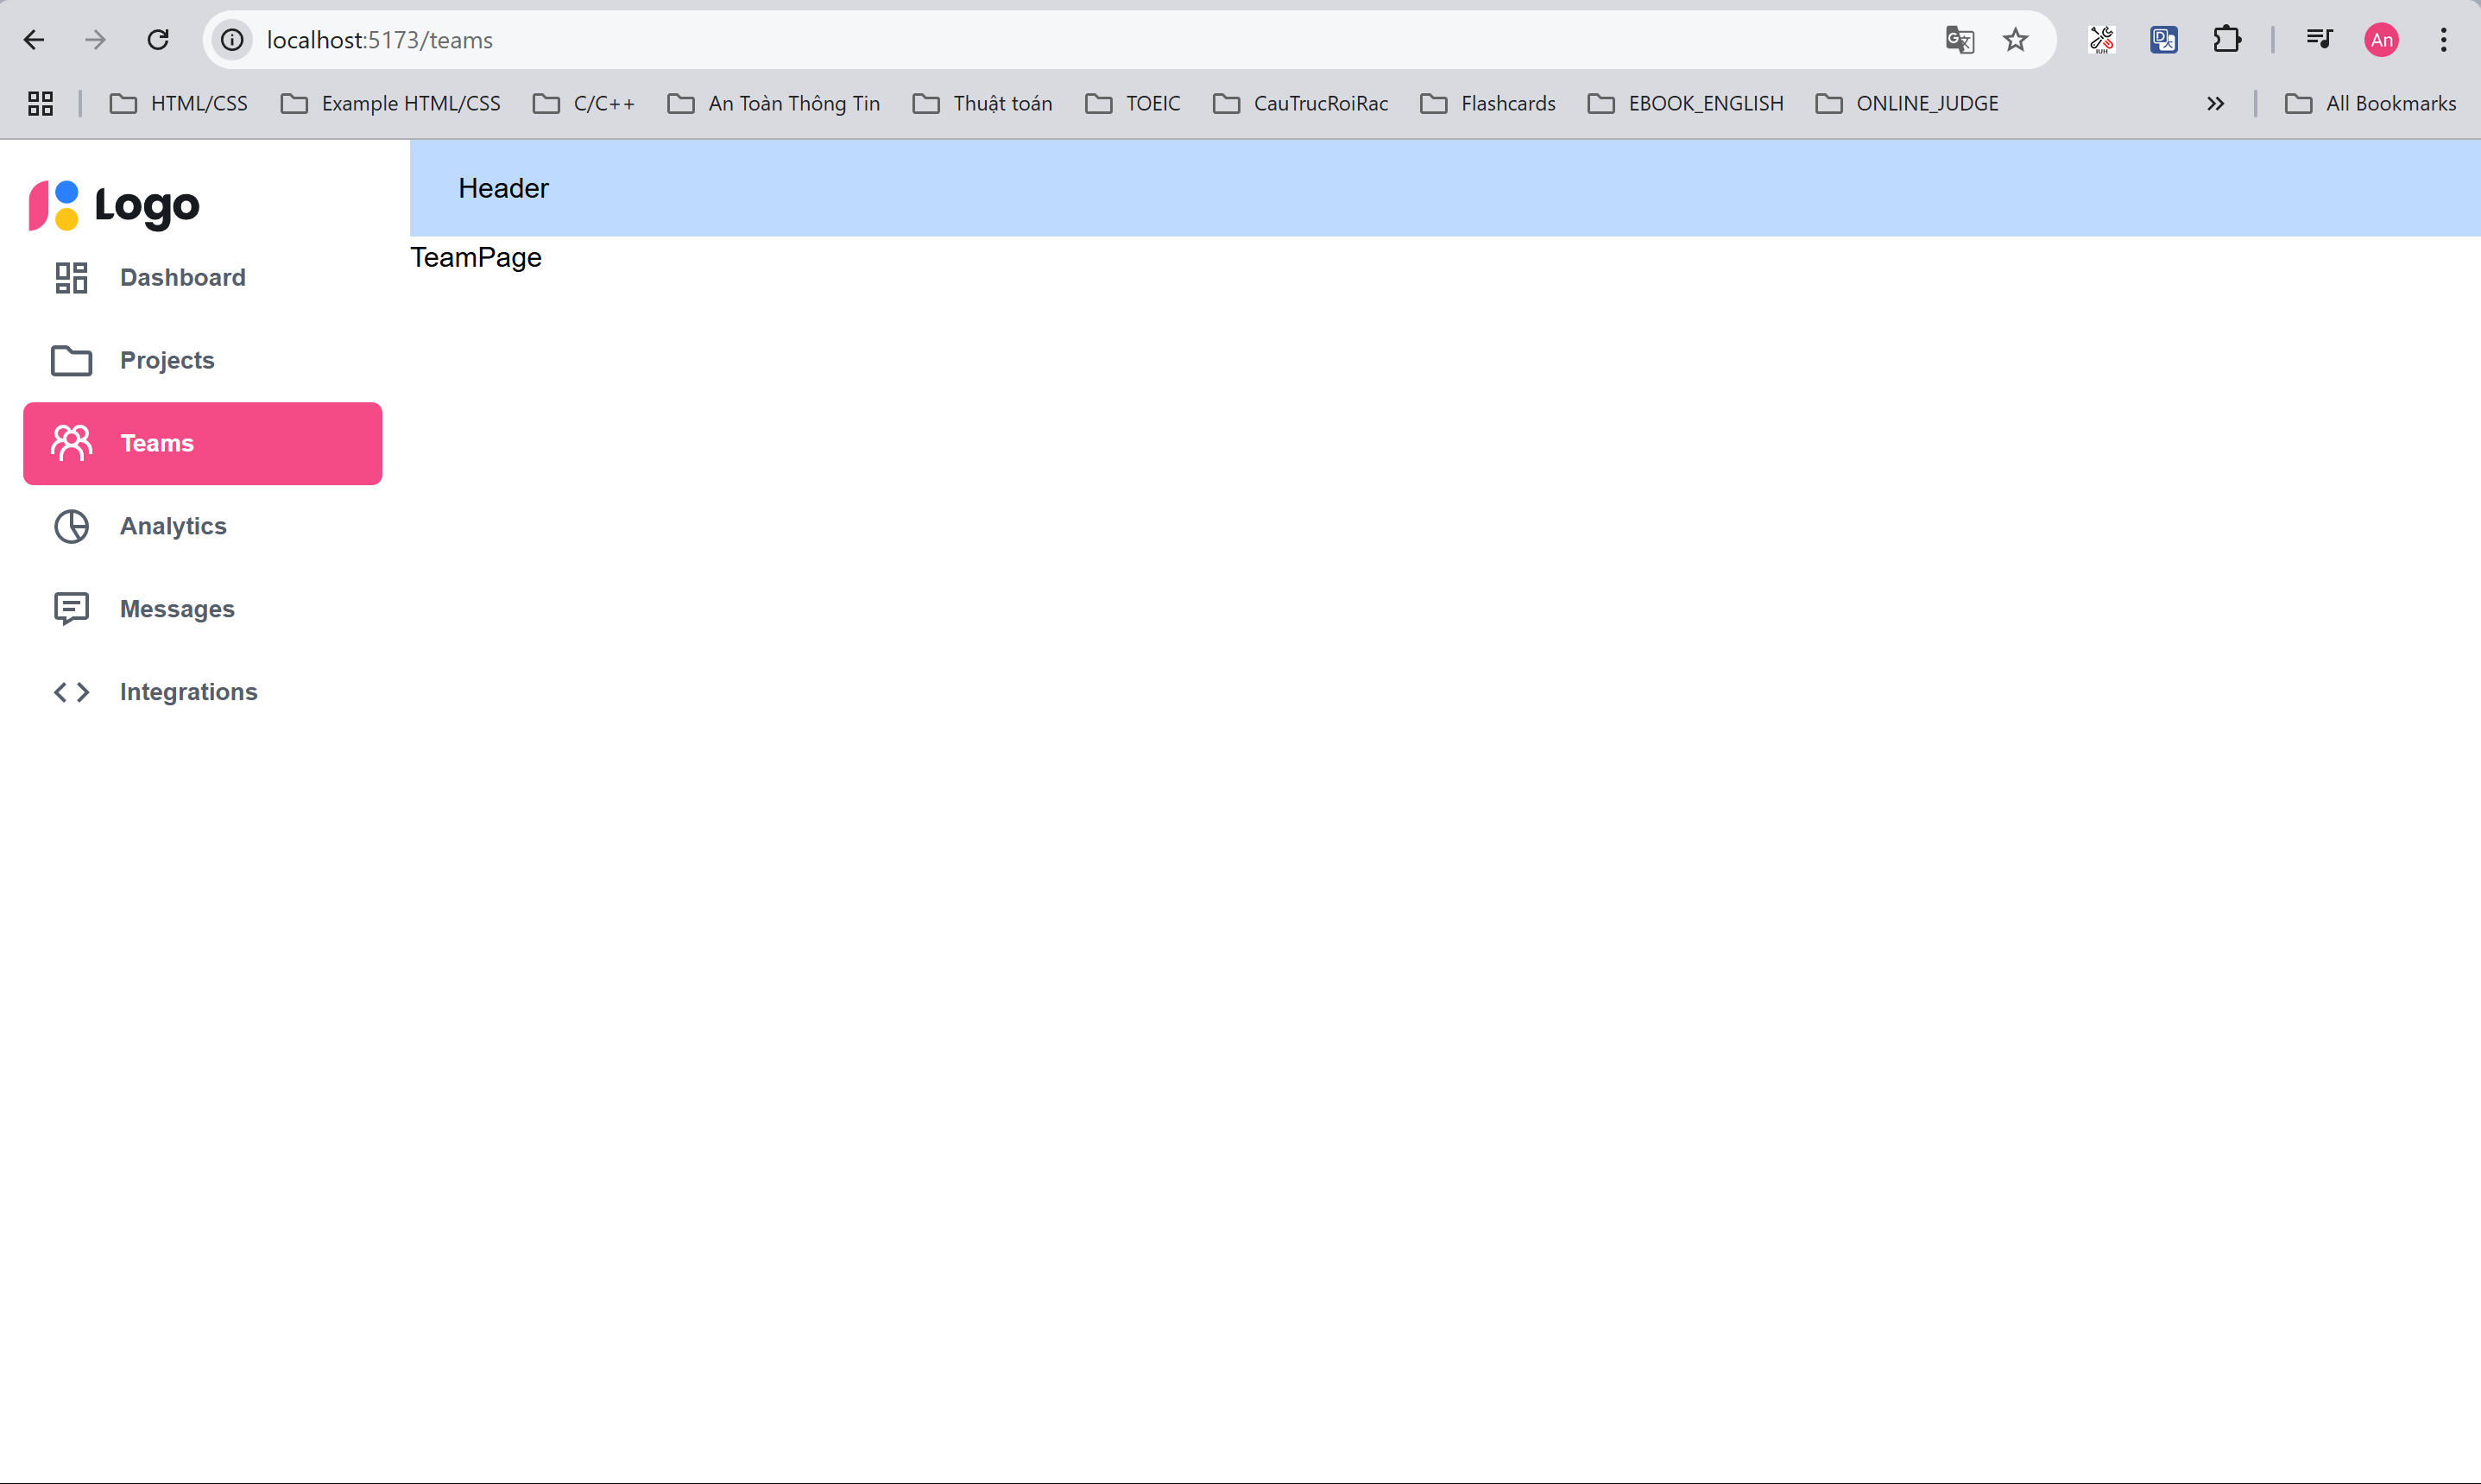 localhost:5173/teams
An
HTML/CSS Example HTML/CSS C/C++ An Toàn Thông Tin Thuật toán TOEIC CauTrucRoiRac Flashcards EBOOK_ENGLISH ONLINE_JUDGE All Bookmarks
Logo
Dashboard
Projects
Teams
Analytics
Messages
Integrations
Header
TeamPage